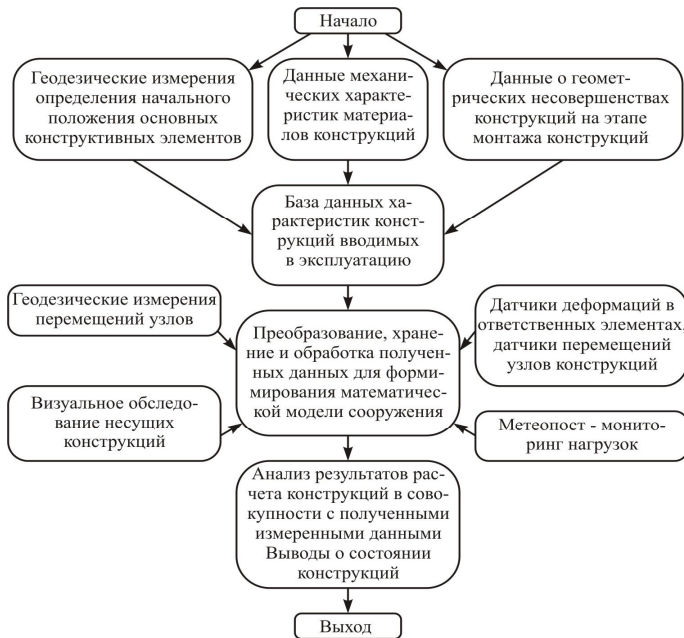 Начало
Геодезические измерения
определения начального
положения основных
конструктивных элементов
Данные механи-
ческих характе-
ристик материа-
лов конструкций
Данные о геомет-
рических несовершенствах
конструкций на этапе
монтажа конструкций
База данных ха-
рактеристик конст-
рукций вводимых
в эксплуатацию
Геодезические измерения
перемещений узлов
Преобразование, хране-
ние и обработка получен-
ных данных для форми-
мирования математичес-
кой модели сооружения
Датчики деформаций в
ответственных элементах,
датчики перемещений
узлов конструкций
Визуальное обследо-
вание несущих
конструкций
Метеопост - монито-
ринг нагрузок
Анализ результатов рас-
чета конструкций в сово-
купности с полученными
измеренными данными
Выводы о состоянии
конструкций
Выход